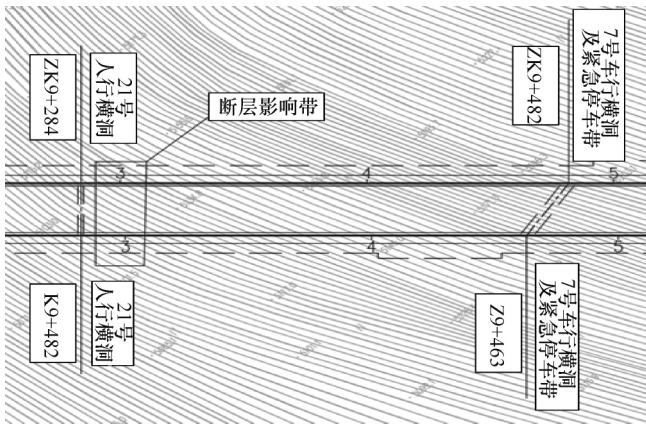 ZK9+284
21号
人行横洞
断层影响带
ZK9+482
7号车行横洞
及紧急停车带
3
4
5
3
4
5
K9+482
21号
人行横洞
Z9+463
7号车行横洞
及紧急停车带